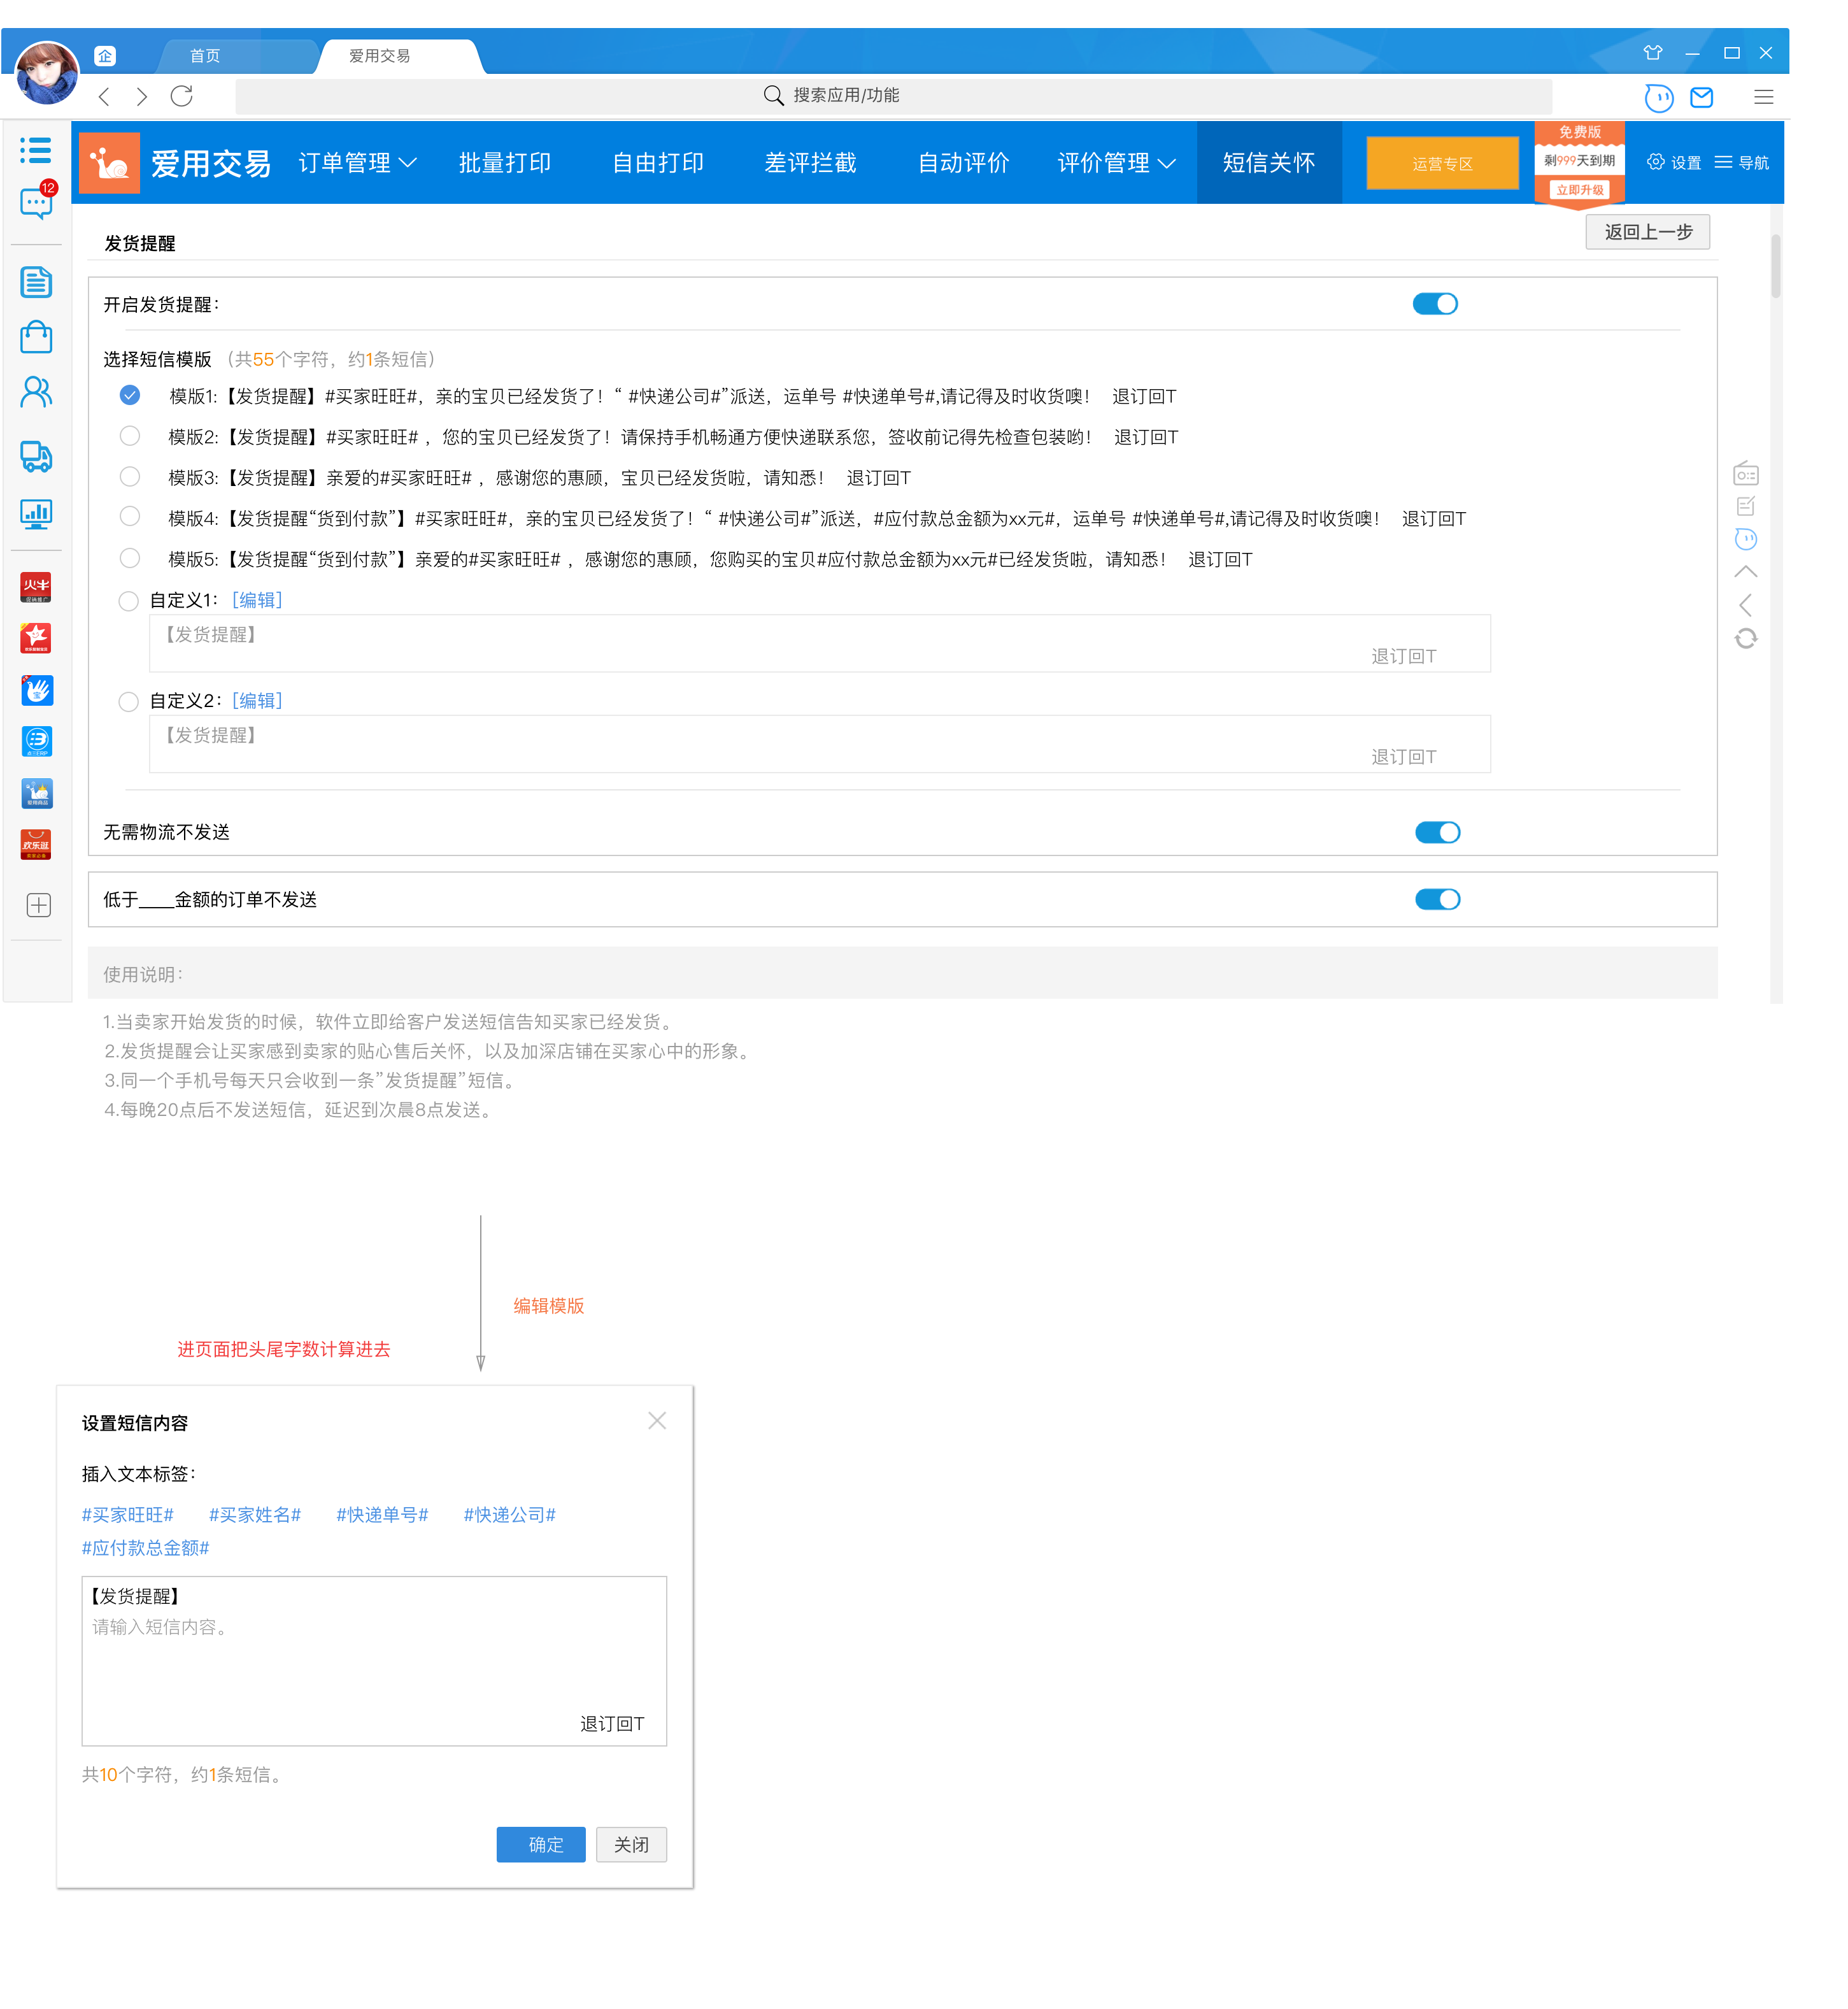 企
首页
爱用交易
搜索应用/功能
12
爱用交易
订单管理
批量打印
自由打印
差评拦截
自动评价
评价管理
短信关怀
运营专区
免费版
剩999天到期
立即升级
设置
导航
发货提醒
返回上一步
开启发货提醒：
选择短信模版 （共55个字符，约1条短信）
模版1:【发货提醒】#买家旺旺#，亲的宝贝已经发货了！“ #快递公司#”派送，运单号 #快递单号#,请记得及时收货噢！ 退订回T
模版2:【发货提醒】#买家旺旺# ，您的宝贝已经发货了！请保持手机畅通方便快递联系您，签收前记得先检查包装哟！ 退订回T
模版3:【发货提醒】亲爱的#买家旺旺# ，感谢您的惠顾，宝贝已经发货啦，请知悉！ 退订回T
模版4:【发货提醒“货到付款”】#买家旺旺#，亲的宝贝已经发货了！“ #快递公司#”派送，#应付款总金额为xx元#，运单号 #快递单号#,请记得及时收货噢！ 退订回T
模版5:【发货提醒“货到付款”】亲爱的#买家旺旺# ，感谢您的惠顾，您购买的宝贝#应付款总金额为xx元#已经发货啦，请知悉！ 退订回T
自定义1： [编辑]
【发货提醒】
退订回T
自定义2： [编辑]
【发货提醒】
退订回T
无需物流不发送
低于____金额的订单不发送
火牛
宝
欢乐逛
使用说明：
1.当卖家开始发货的时候，软件立即给客户发送短信告知买家已经发货。
2.发货提醒会让买家感到卖家的贴心售后关怀，以及加深店铺在买家心中的形象。
3.同一个手机号每天只会收到一条”发货提醒”短信。
4.每晚20点后不发送短信，延迟到次晨8点发送。
编辑模版
进页面把头尾字数计算进去
设置短信内容
插入文本标签：
#买家旺旺# #买家姓名# #快递单号# #快递公司#
#应付款总金额#
【发货提醒】
请输入短信内容。
退订回T
共10个字符，约1条短信。
确定
关闭